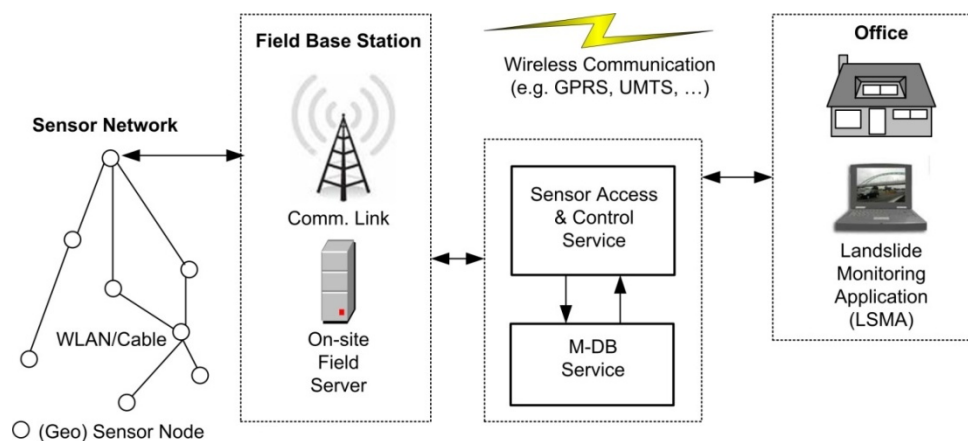 Sensor Network
WLAN/Cable
(Geo) Sensor Node
Field Base Station
Comm. Link
On-site
Field
Server
Wireless Communication
(e.g. GPRS, UMTS, …)
Sensor Access
& Control
Service
M-DB
Service
Office
Landslide
Monitoring
Application
(LSMA)